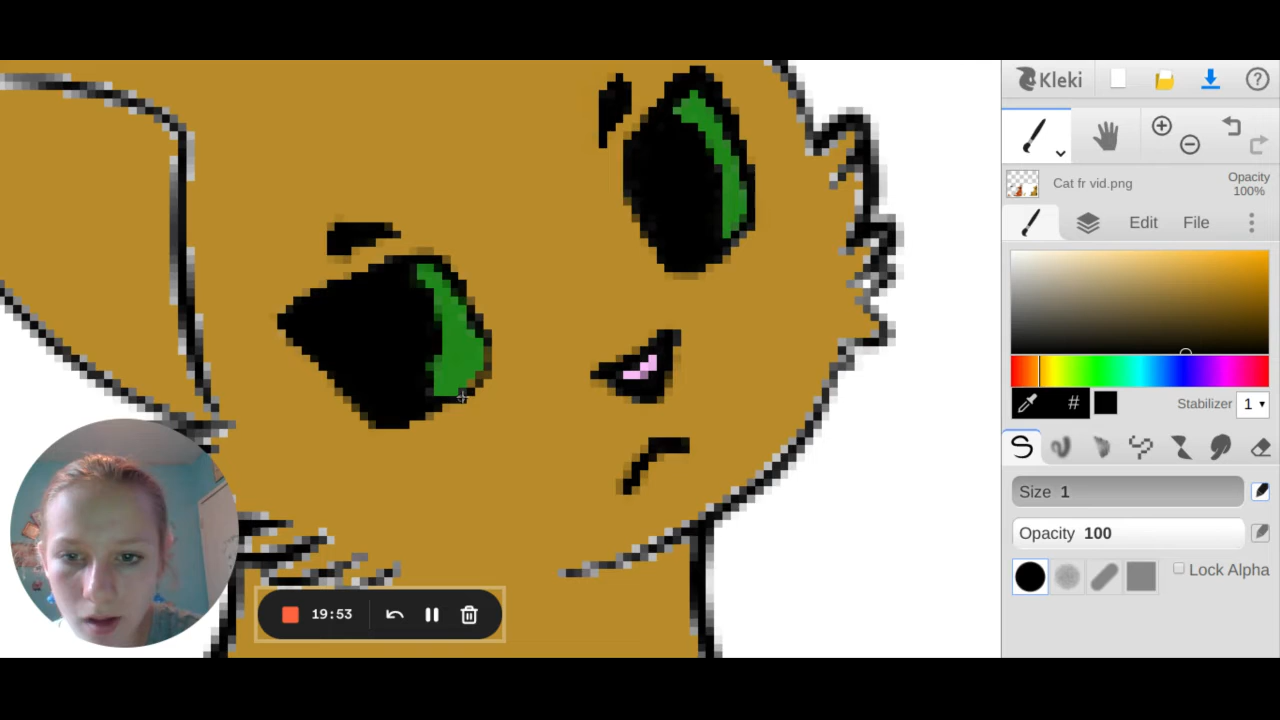 Kleki
?
Cat fr vid.png
Opacity
100%
Edit File
#
Stabilizer 1
Size 1
Opacity 100
Lock Alpha
19:53